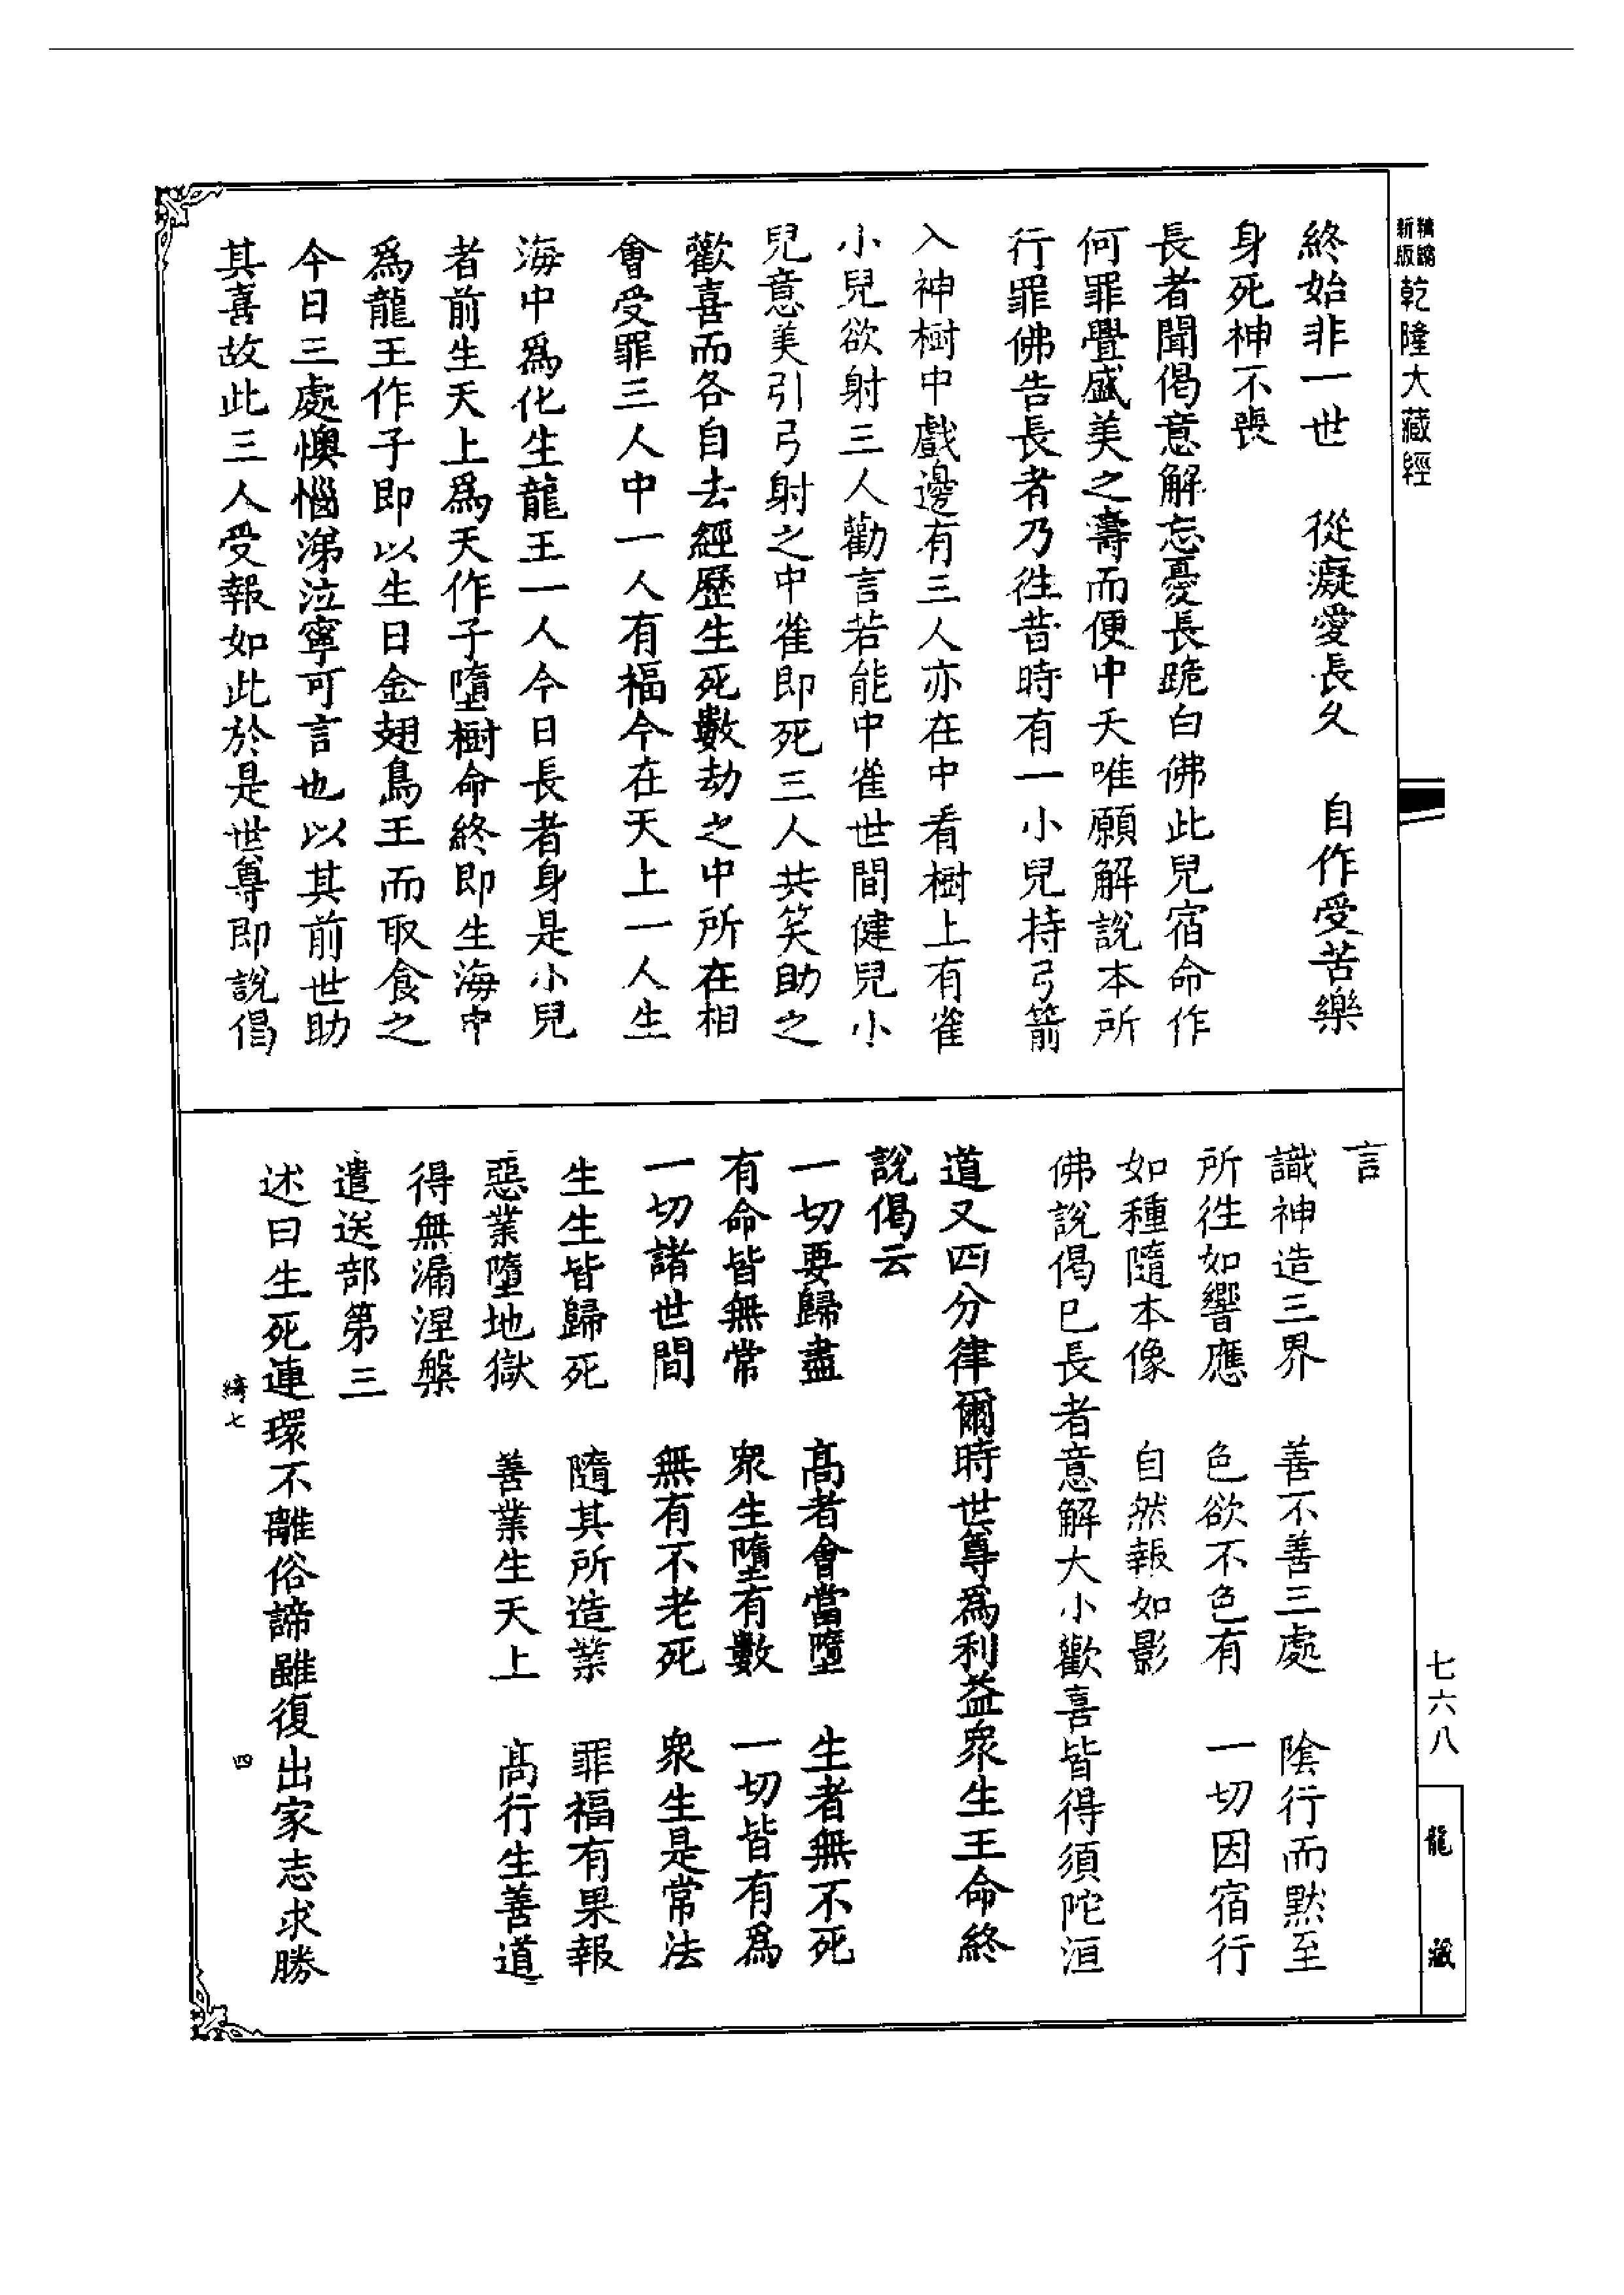 新版精編乾隆大藏經
終始非一世　從癡愛長久　自作受苦樂
身死神不喪
長者聞偈意解忘憂長跪白佛此兒宿命作
何罪舋盛美之壽而便中夭唯願解說本所
行罪佛告長者乃徃昔時有一小兒持弓箭
入神樹中戲邊有三人亦在中看樹上有雀
小兒欲射三人勸言若能中雀世間健兒小
兒意美引弓射之中雀即死三人共笑助之
歡喜而各自去經歷生死數劫之中所在相
會受罪三人中一人有福今在天上一人生
海中爲化生龍王一人今日長者身是小兒
者前生天上爲天作子墮樹命終即生海中
爲龍王作子即以生日金翅鳥王而取食之
今日三處懊惱涕泣寧可言也以其前世助
其喜故此三人受報如此於是世尊即說偈
言
識神造三界　善不善三處　陰行而默至
所徃如響應　色欲不色有　一切因宿行
如種隨本像　自然報如影
佛說偈已長者意解大小歡喜皆得須陀洹
道又四分律爾時世尊爲利益衆生王命終
說偈云
一切要歸盡　髙者會當墮　生者無不死
有命皆無常　衆生墮有數　一切皆有爲
一切諸世間　無有不老死　衆生是常法
生生皆歸死　隨其所造業　罪福有果報
惡業墮地獄　善業生天上　髙行生善道
得無漏涅槃
遣送部第三
述曰生死連環不離俗諦雖復出家志求勝
綺七　四
七六八
龍藏